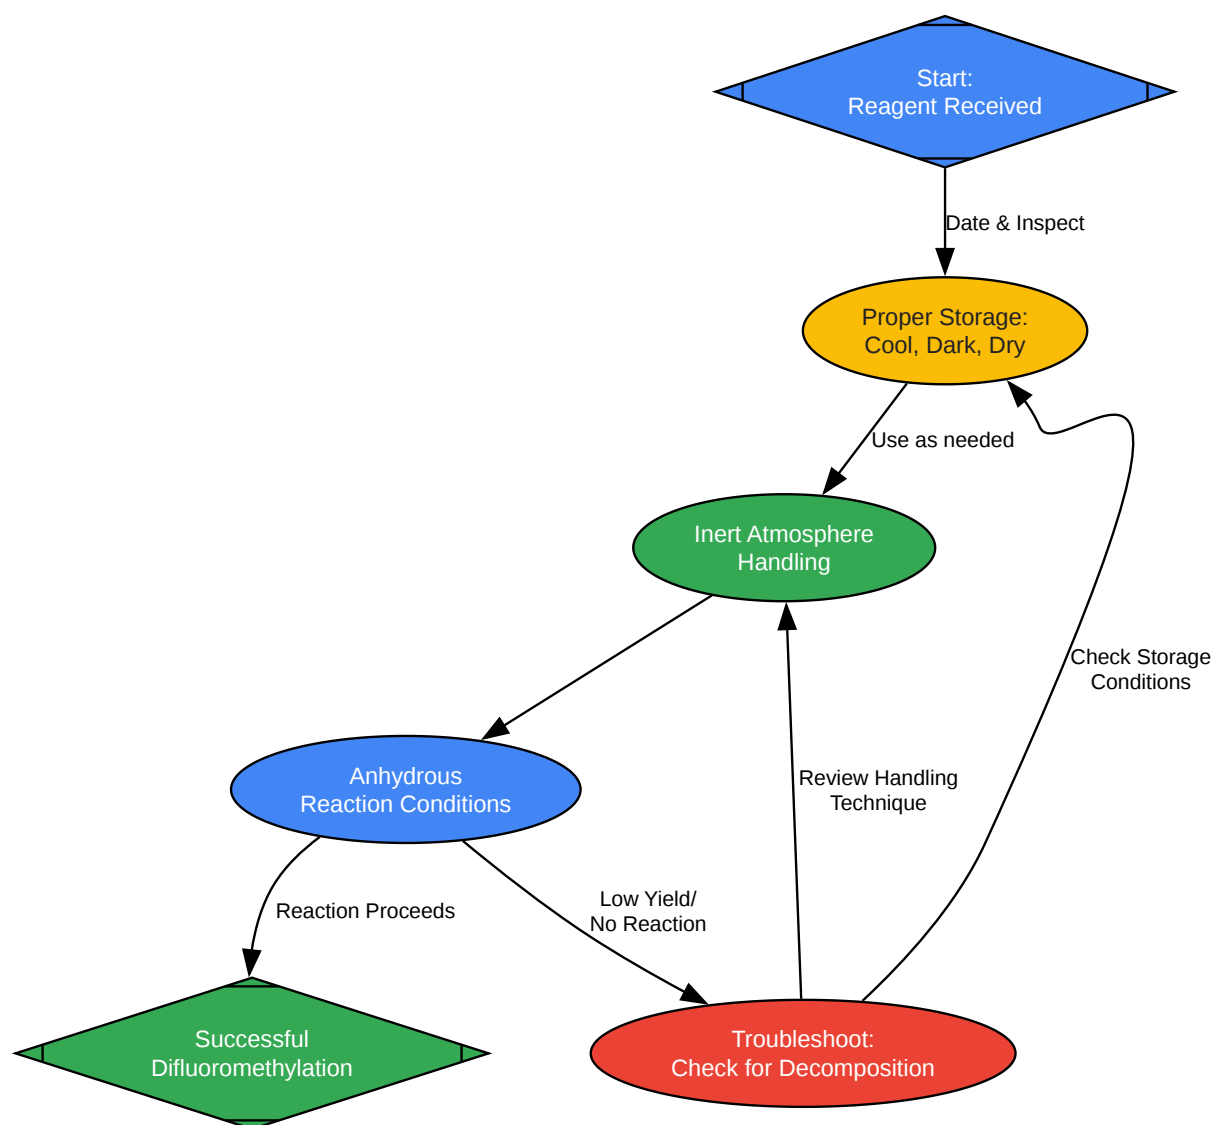 Start:
Reagent Received
Date & Inspect
Proper Storage:
Cool, Dark, Dry
Use as needed
Inert Atmosphere
Handling
Check Storage
Conditions
Anhydrous
Reaction Conditions
Review Handling
Technique
Reaction Proceeds
Low Yield/
No Reaction
Successful
Difluoromethylation
Troubleshoot:
Check for Decomposition